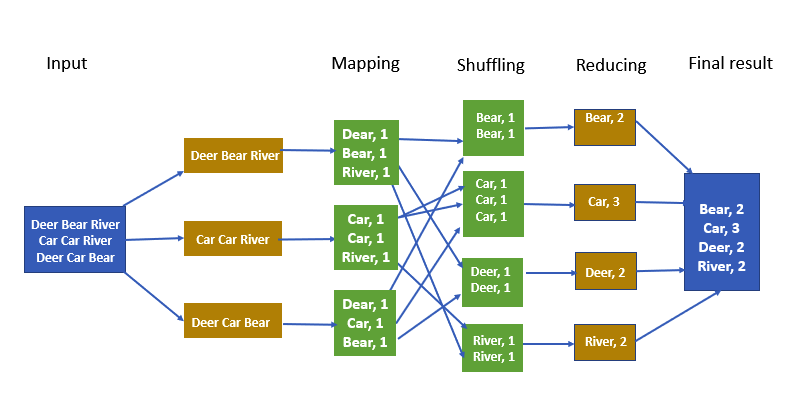 Input
Mapping
Shuffling
Reducing
Final result
Deer Bear River
Car Car River
Deer Car Bear
Deer Bear River
Car Car River
Deer Car Bear
Dear, 1
Bear, 1
River, 1
Car, 1
Car, 1
River, 1
Dear, 1
Car, 1
Bear, 1
Bear, 1
Bear, 1
Car, 1
Car, 1
Car, 1
Deer, 1
Deer, 1
River, 1
River, 1
Bear, 2
Car, 3
Deer, 2
River, 2
Bear, 2
Car, 3
Deer, 2
River, 2